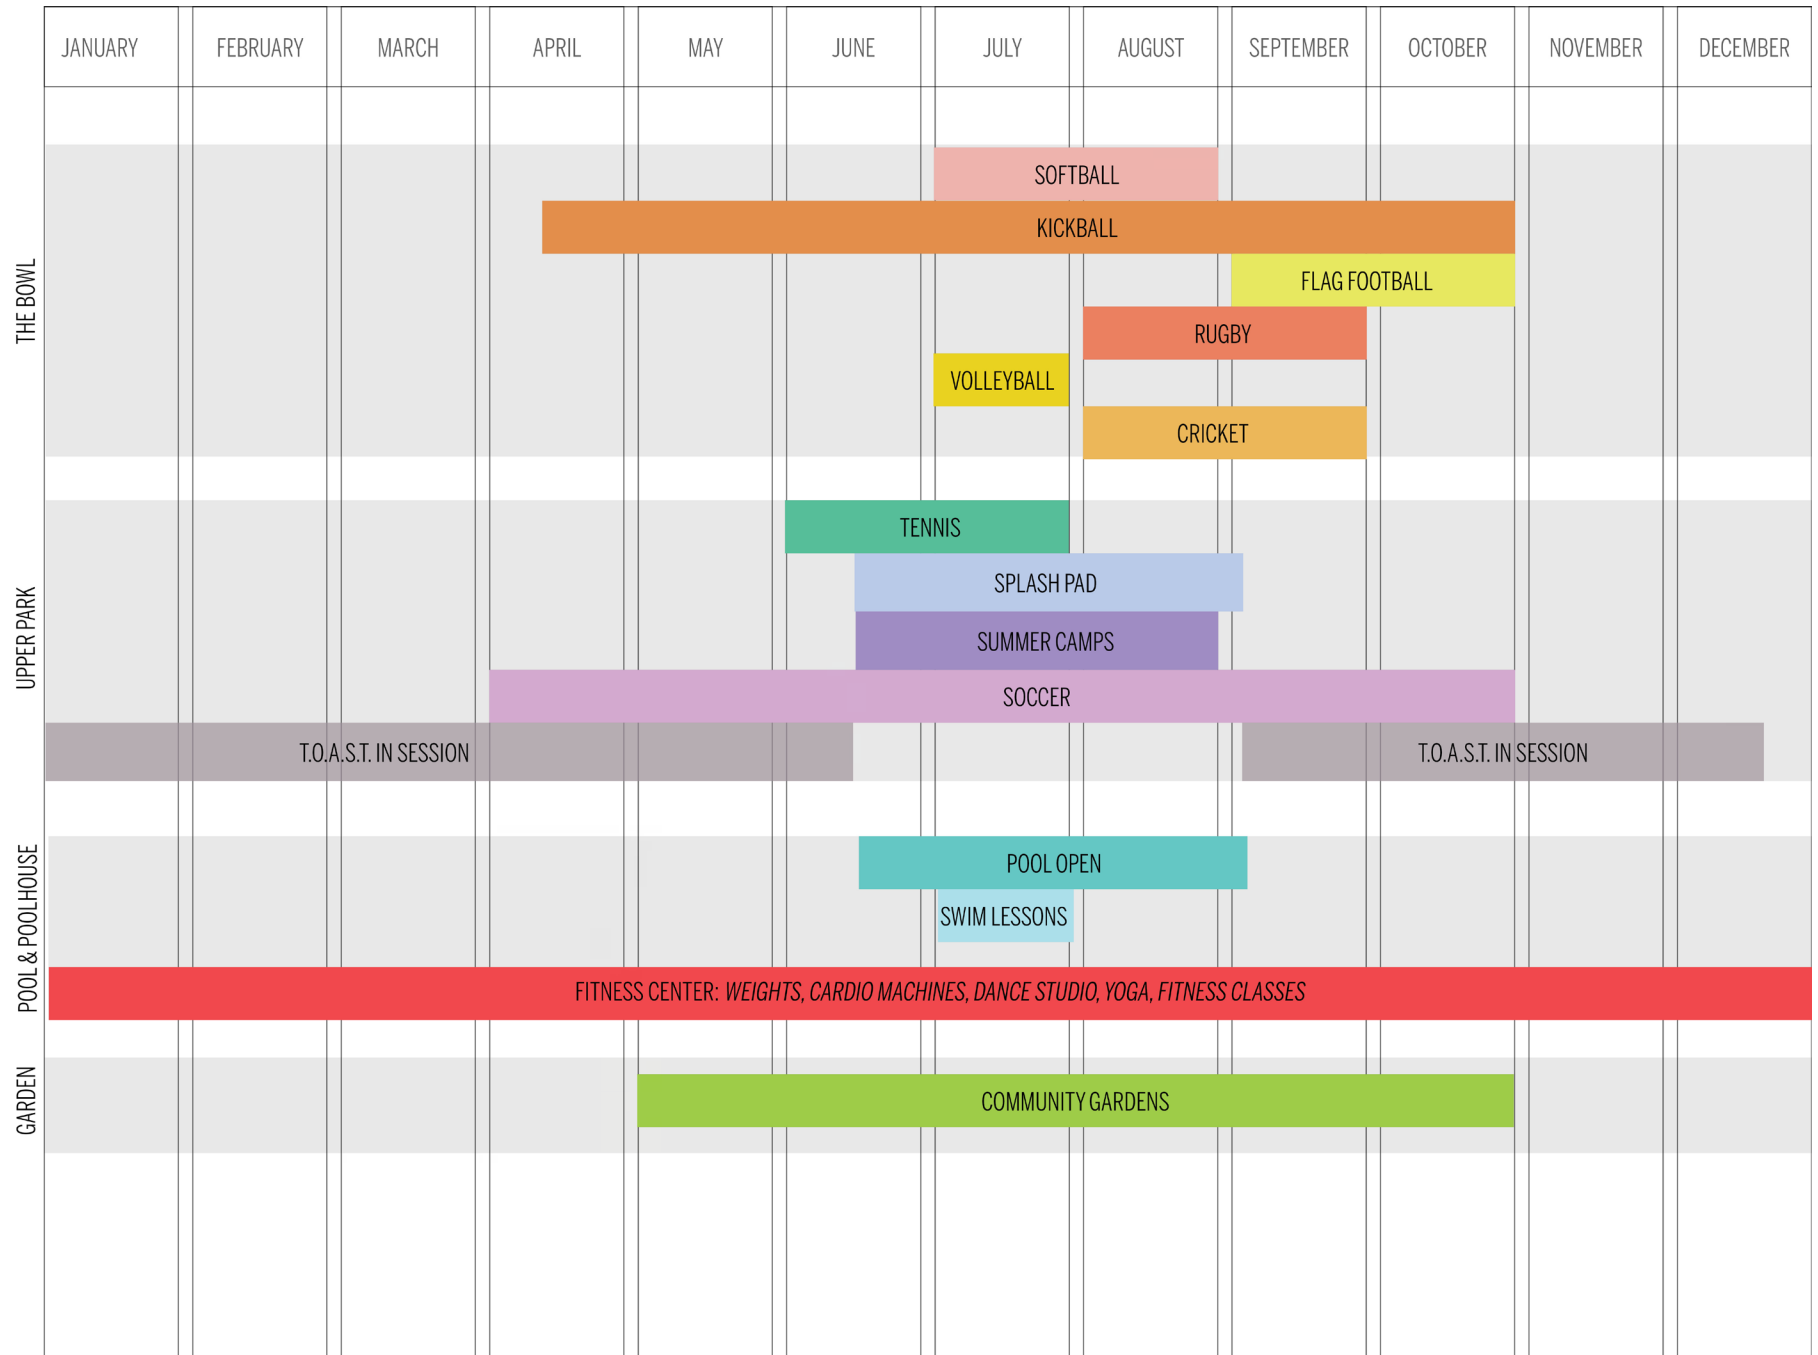 JANUARY FEBRUARY MARCH APRIL MAY JUNE JULY AUGUST SEPTEMBER OCTOBER NOVEMBER DECEMBER
THE BOWL
SOFTBALL
KICKBALL
FLAG FOOTBALL
RUGBY
VOLLEYBALL
CRICKET
UPPER PARK
TENNIS
SPLASH PAD
SUMMER CAMPS
SOCCER
T.O.A.S.T. IN SESSION T.O.A.S.T. IN SESSION
POOL & POOLHOUSE
POOL OPEN
SWIM LESSONS
FITNESS CENTER: WEIGHTS, CARDIO MACHINES, DANCE STUDIO, YOGA, FITNESS CLASSES
GARDEN
COMMUNITY GARDENS